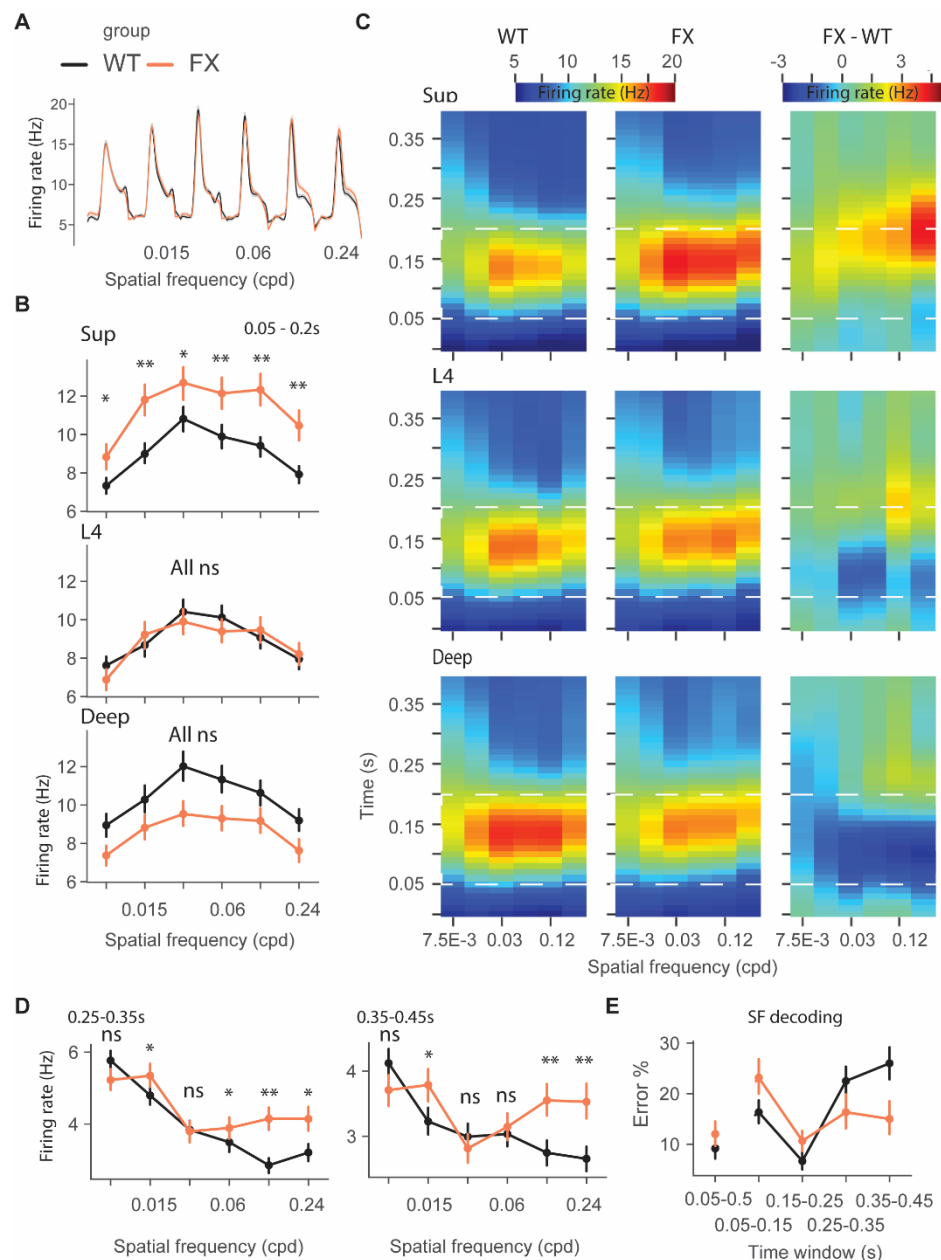 A
group
WT FX
Firing rate (Hz)
20
15
10
5
0.015 0.06 0.24
Spatial frequency (cpd)
B
Sup 0.05 - 0.2s
* ** * ** ** **
12
10
8
6
L4
All ns
12
10
8
6
Deep
All ns
12
10
8
6
Firing rate (Hz)
0.015 0.06 0.24
Spatial frequency (cpd)
C
WT FX FX - WT
5 10 15 20
Firing rate (Hz)
-3 0 3
Firing rate (Hz)
Sup
0.35
0.25
0.15
0.05
L4
0.35
0.25
0.15
0.05
Deep
0.35
0.25
0.15
0.05
Time (s)
7.5E-3 0.03 0.12 7.5E-3 0.03 0.12 7.5E-3 0.03 0.12
Spatial frequency (cpd)
D
0.25-0.35s
ns * ns * ** *
6
4
Firing rate (Hz)
0.015 0.06 0.24
Spatial frequency (cpd)
0.35-0.45s
ns * ns ns ** **
4
3
0.015 0.06 0.24
Spatial frequency (cpd)
E
SF decoding
Error %
30
20
10
0.05-0.5 0.15-0.25 0.35-0.45
0.05-0.15 0.25-0.35
Time window (s)